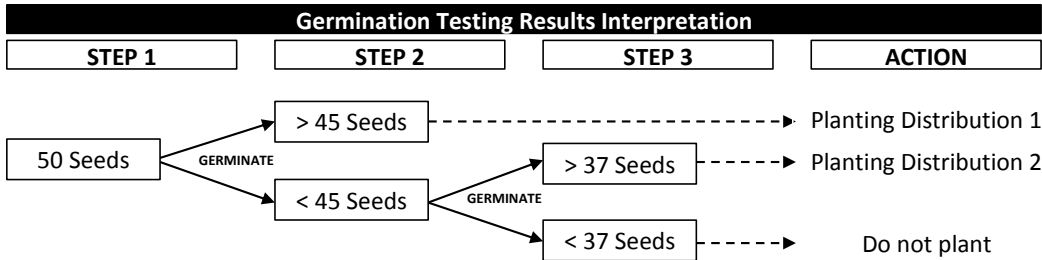 Germination Testing Results Interpretation
STEP 1
STEP 2
STEP 3
ACTION
50 Seeds
GERMINATE
> 45 Seeds
Planting Distribution 1
< 45 Seeds
GERMINATE
> 37 Seeds
Planting Distribution 2
< 37 Seeds
Do not plant